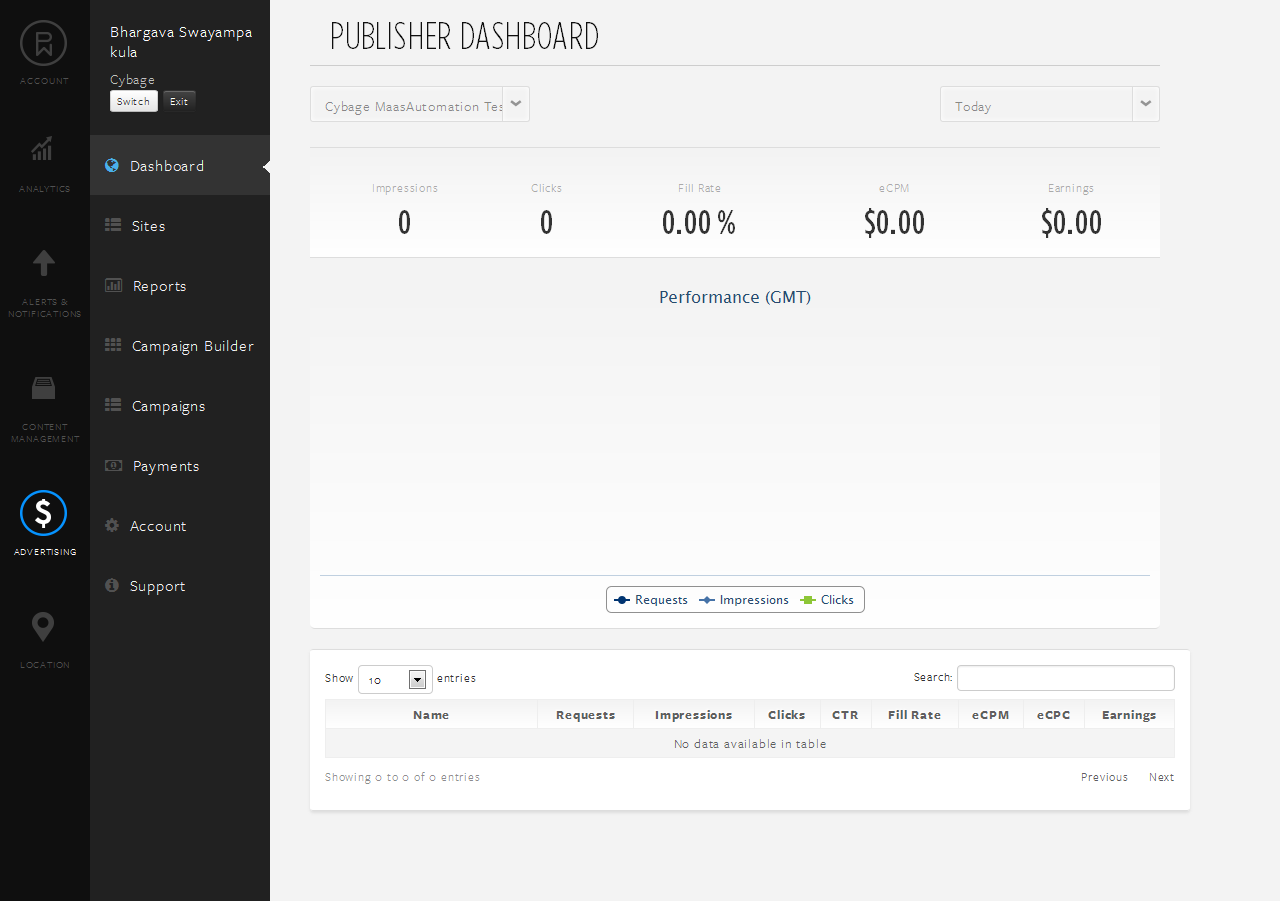 ACCOUNT
ANALYTICS
ALERTS &
NOTIFICATIONS
CONTENT
MANAGEMENT
$
ADVERTISING
LOCATION
Bhargava Swayampa
kula
Cybage
Switch Exit
Dashboard
Sites
Reports
Campaign Builder
Campaigns
Payments
Account
Support
PUBLISHER DASHBOARD
Cybage MaasAutomation Tes Today
Impressions Clicks Fill Rate eCPM Earnings
0 0 0.00 % $0.00 $0.00
Performance (GMT)
Requests Impressions Clicks
Show 10 entries Search:
Name Requests Impressions Clicks CTR Fill Rate eCPM eCPC Earnings
No data available in table
Showing 0 to 0 of 0 entries Previous Next